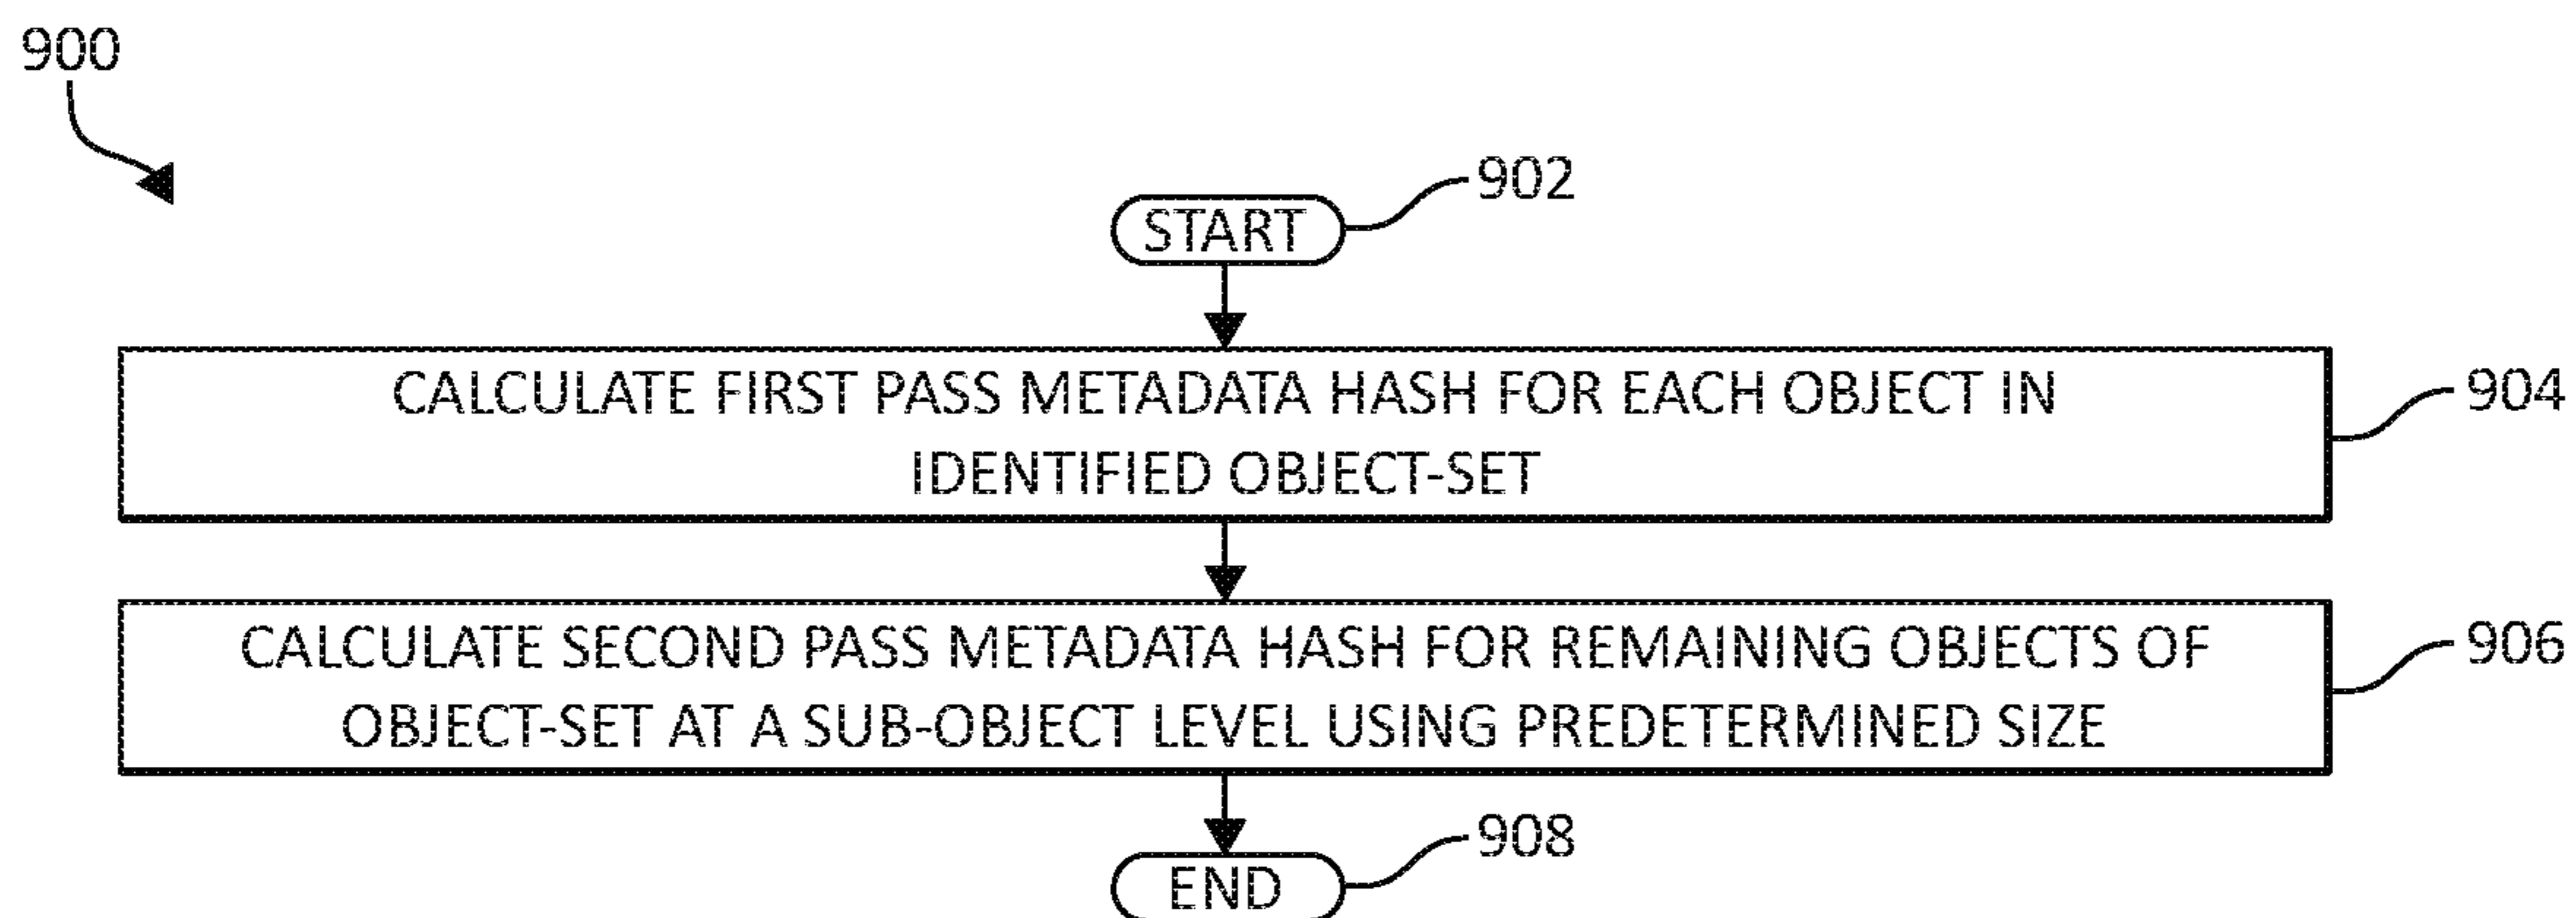 900
START
902
CALCULATE FIRST PASS METADATA HASH FOR EACH OBJECT IN
IDENTIFIED OBJECT-SET
904
CALCULATE SECOND PASS METADATA HASH FOR REMAINING OBJECTS OF
OBJECT-SET AT A SUB-OBJECT LEVEL USING PREDETERMINED SIZE
906
END
908